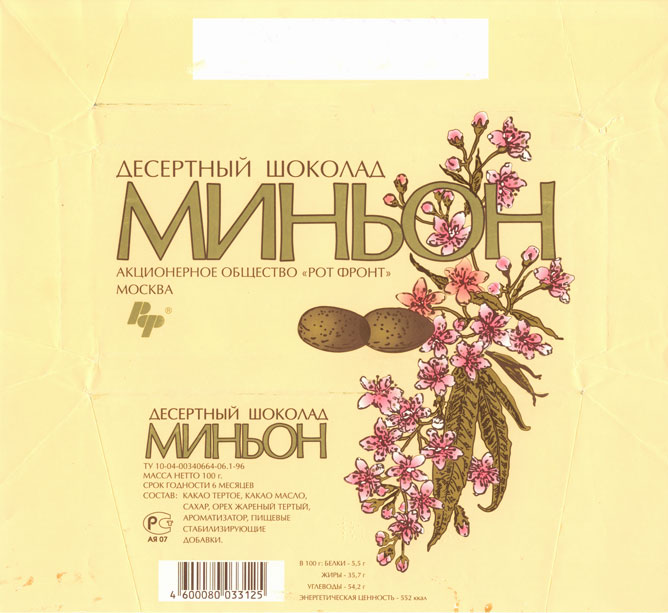 ДЕСЕРТНЫЙ ШОКОЛАД
МИНЬОН
АКЦИОНЕРНОЕ ОБЩЕСТВО «РОТ ФРОНТ»
МОСКВА
РФ®
ДЕСЕРТНЫЙ ШОКОЛАД
МИНЬОН
ТУ 10-04-00340664-06.1-96
МАССА НЕТТО 100 г.
СРОК ГОДНОСТИ 6 МЕСЯЦЕВ
СОСТАВ: КАКАО ТЕРТОЕ, КАКАО МАСЛО,
САХАР, ОРЕХ ЖАРЕНЫЙ ТЕРТЫЙ,
АРОМАТИЗАТОР, ПИЩЕВЫЕ
СТАБИЛИЗИРУЮЩИЕ
ДОБАВКИ.
АЯ 07
В 100 г: БЕЛКИ - 5,5 г
ЖИРЫ - 35,7 г
УГЛЕВОДЫ - 54,2 г
ЭНЕРГЕТИЧЕСКАЯ ЦЕННОСТЬ - 552 ккал
4 600080 033125